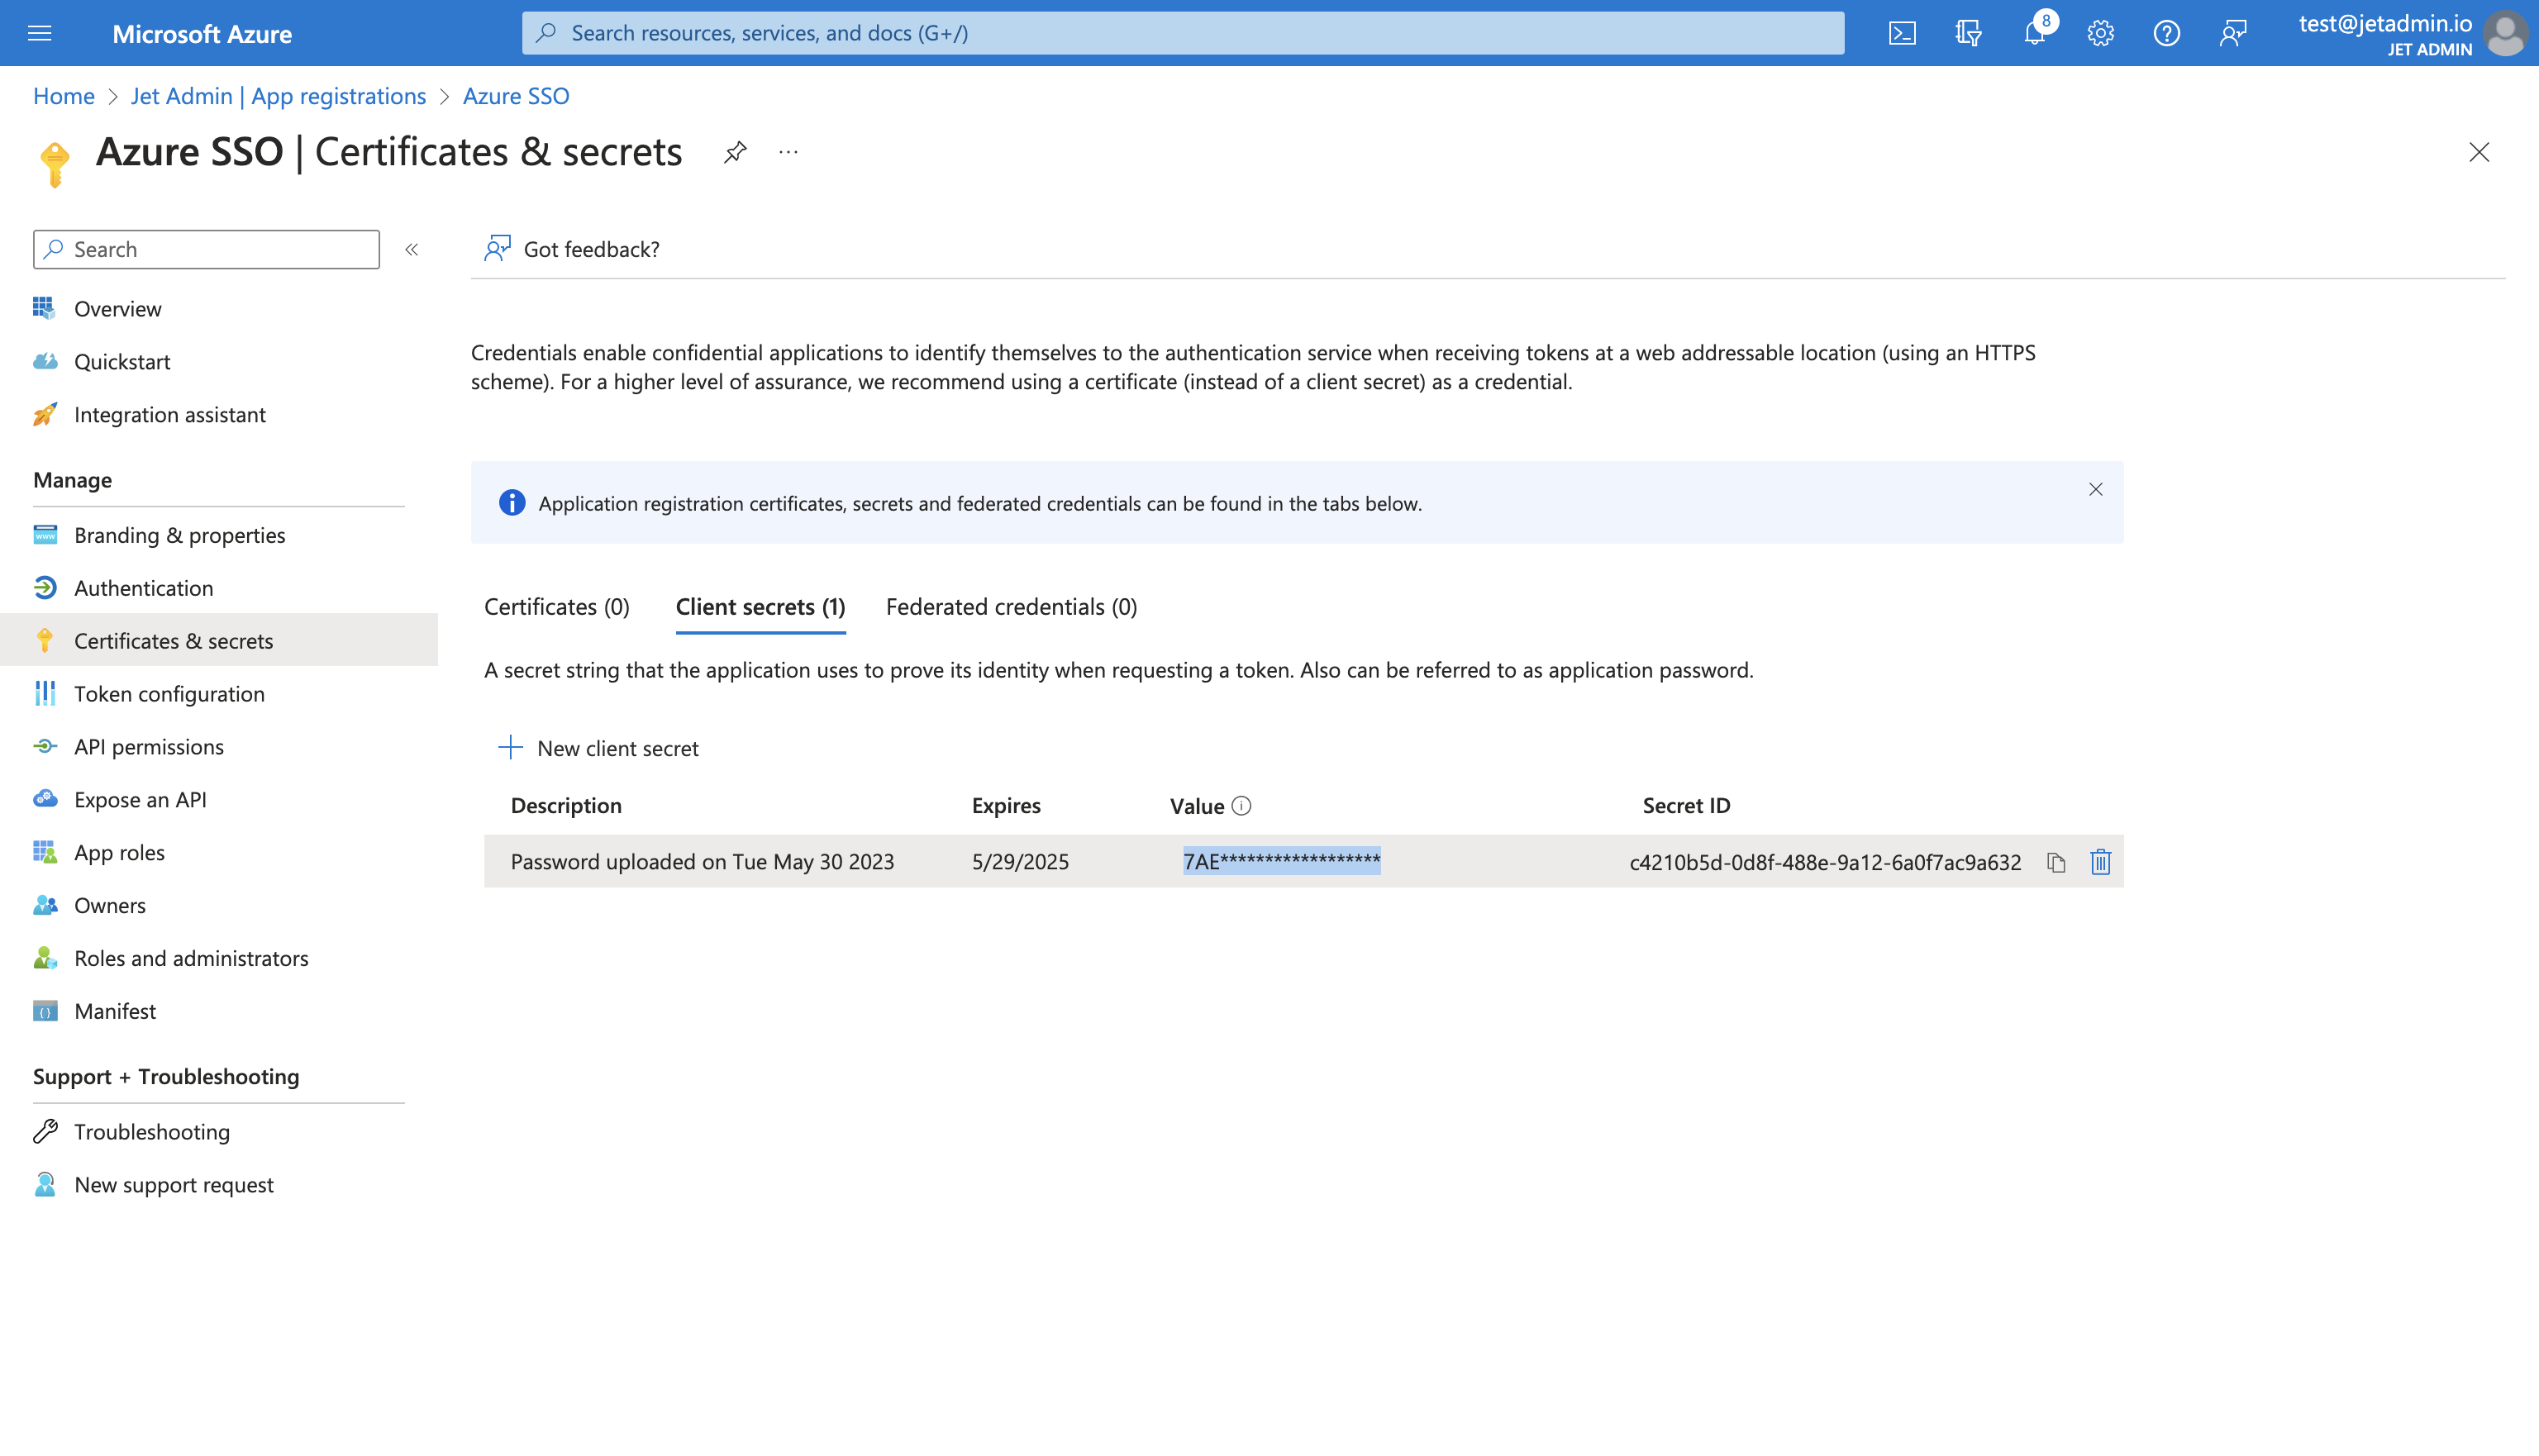 Microsoft Azure
Search resources, services, and docs (G+/)
8
test@jetadmin.io
JET ADMIN
Home > Jet Admin | App registrations > Azure SSO
Azure SSO | Certificates & secrets
...
Search
«
Got feedback?
Overview
Quickstart
Integration assistant
Manage
Branding & properties
Authentication
Certificates & secrets
Token configuration
API permissions
Expose an API
App roles
Owners
Roles and administrators
Manifest
Support + Troubleshooting
Troubleshooting
New support request
Credentials enable confidential applications to identify themselves to the authentication service when receiving tokens at a web addressable location (using an HTTPS
scheme). For a higher level of assurance, we recommend using a certificate (instead of a client secret) as a credential.
Application registration certificates, secrets and federated credentials can be found in the tabs below.
Certificates (0) Client secrets (1) Federated credentials (0)
A secret string that the application uses to prove its identity when requesting a token. Also can be referred to as application password.
New client secret
Description Expires Value Secret ID
Password uploaded on Tue May 30 2023 5/29/2025 7AE****************** c4210b5d-0d8f-488e-9a12-6a0f7ac9a632